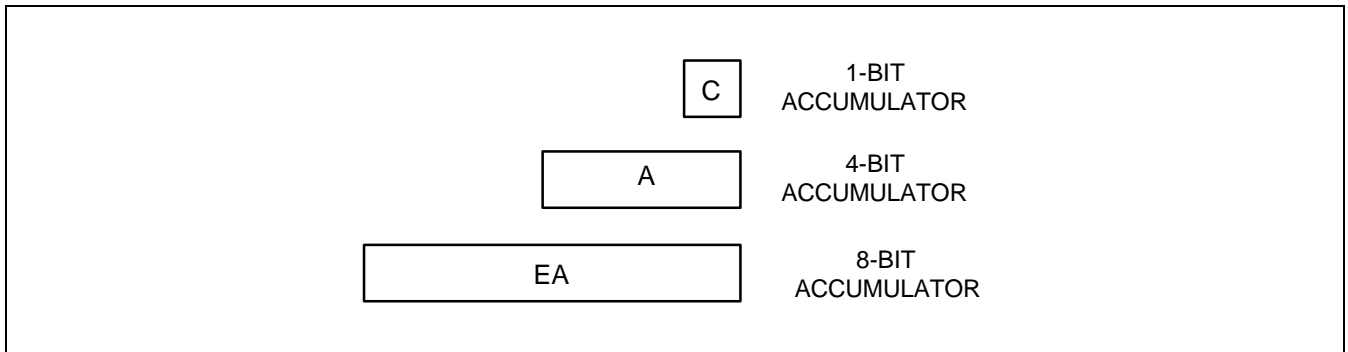 C
1-BIT
ACCUMULATOR
A
4-BIT
ACCUMULATOR
EA
8-BIT
ACCUMULATOR